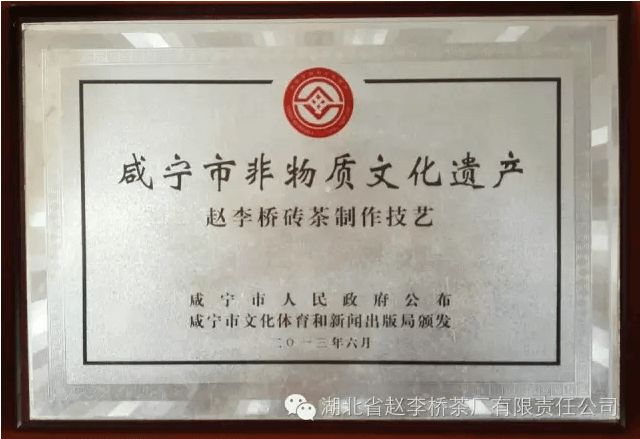 咸宁市非物质文化遗产
赵李桥砖茶制作技艺
咸宁市人民政府公布
咸宁市文化体育和新闻出版局颁发
二〇一三年六月
湖北省赵李桥茶厂有限责任公司